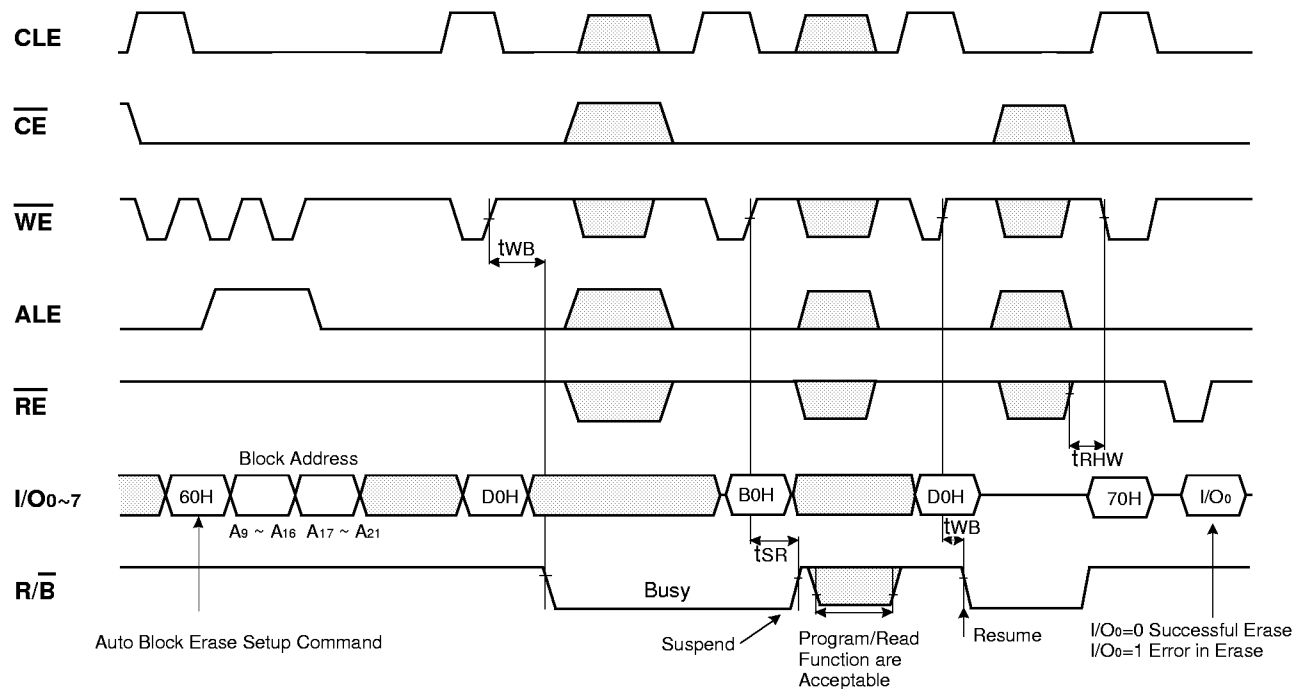 CLE
CE
WE
tWB
ALE
RE
tRHW
Block Address
I/O0~7
60H
D0H
B0H
D0H
70H
I/O0
A9 ~ A16 A17 ~ A21
tSR
tWB
R/B
Busy
Auto Block Erase Setup Command
Suspend
Program/Read
Function are
Acceptable
Resume
I/O0=0 Successful Erase
I/O0=1 Error in Erase